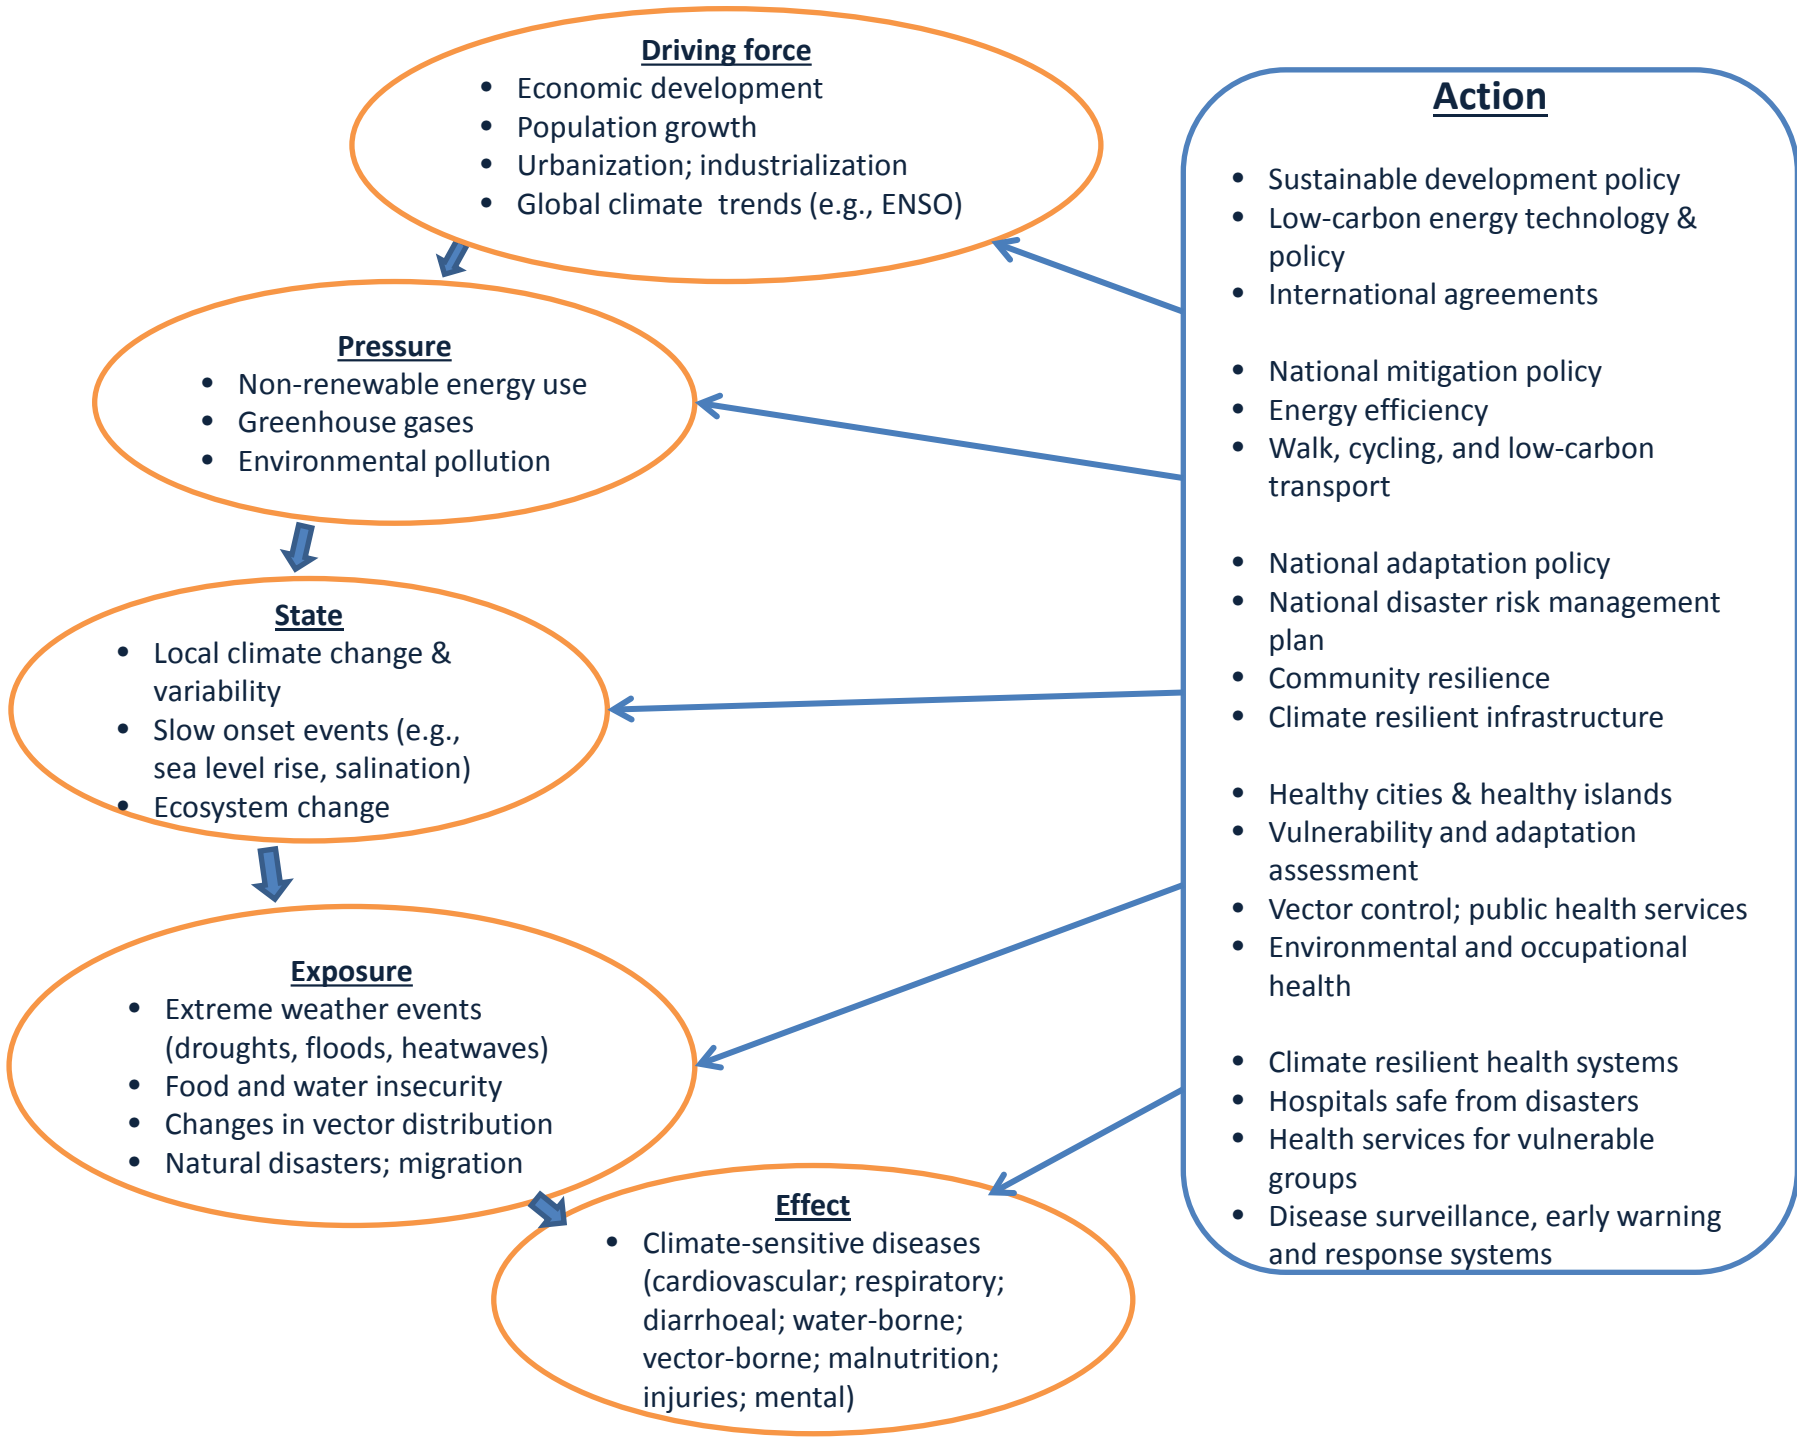 Driving force
• Economic development
• Population growth
• Urbanization; industrialization
• Global climate trends (e.g., ENSO)
Pressure
• Non-renewable energy use
• Greenhouse gases
• Environmental pollution
State
• Local climate change &
variability
• Slow onset events (e.g.,
sea level rise, salination)
• Ecosystem change
Exposure
• Extreme weather events
(droughts, floods, heatwaves)
• Food and water insecurity
• Changes in vector distribution
• Natural disasters; migration
Effect
• Climate-sensitive diseases
(cardiovascular; respiratory;
diarrhoeal; water-borne;
vector-borne; malnutrition;
injuries; mental)
Action
• Sustainable development policy
• Low-carbon energy technology &
policy
• International agreements
• National mitigation policy
• Energy efficiency
• Walk, cycling, and low-carbon
transport
• National adaptation policy
• National disaster risk management
plan
• Community resilience
• Climate resilient infrastructure
• Healthy cities & healthy islands
• Vulnerability and adaptation
assessment
• Vector control; public health services
• Environmental and occupational
health
• Climate resilient health systems
• Hospitals safe from disasters
• Health services for vulnerable
groups
• Disease surveillance, early warning
and response systems